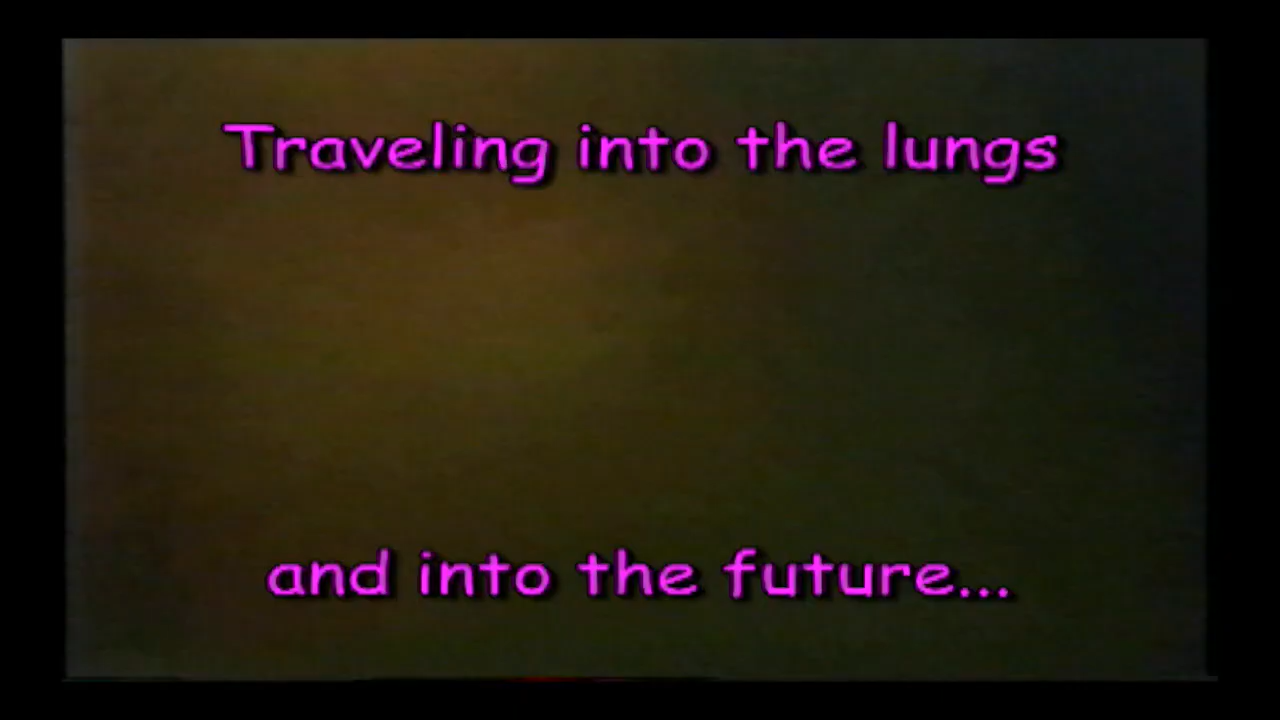 Traveling into the lungs
and into the future...